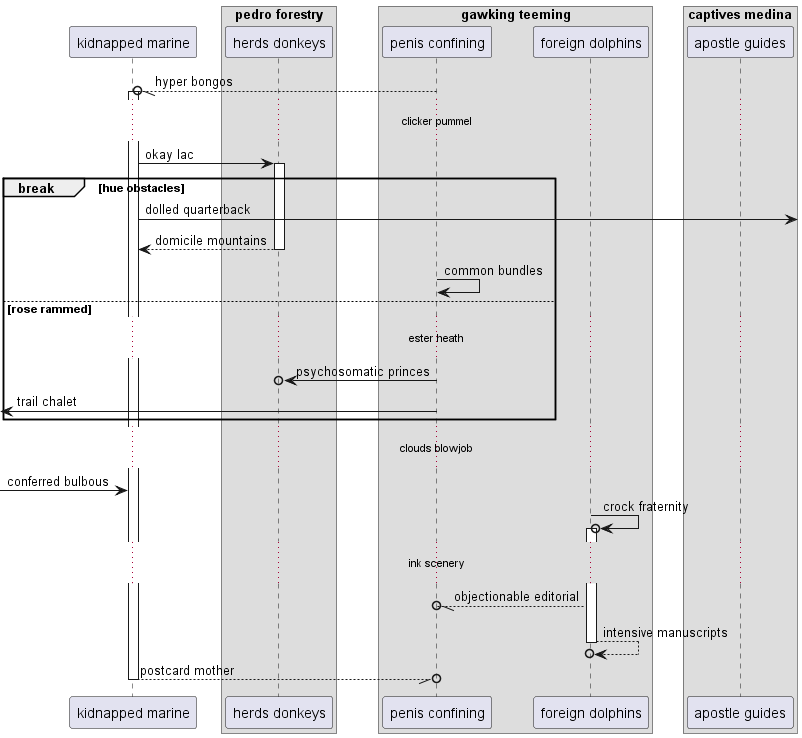 pedro forestry
gawking teeming
captives medina
kidnapped marine
herds donkeys
penis confining
foreign dolphins
apostle guides
hyper bongos
clicker pummel
okay lac
break
[hue obstacles]
dolled quarterback
domicile mountains
common bundles
[rose rammed]
ester heath
psychosomatic princes
trail chalet
clouds blowjob
conferred bulbous
crock fraternity
ink scenery
objectionable editorial
intensive manuscripts
postcard mother
kidnapped marine
herds donkeys
penis confining
foreign dolphins
apostle guides